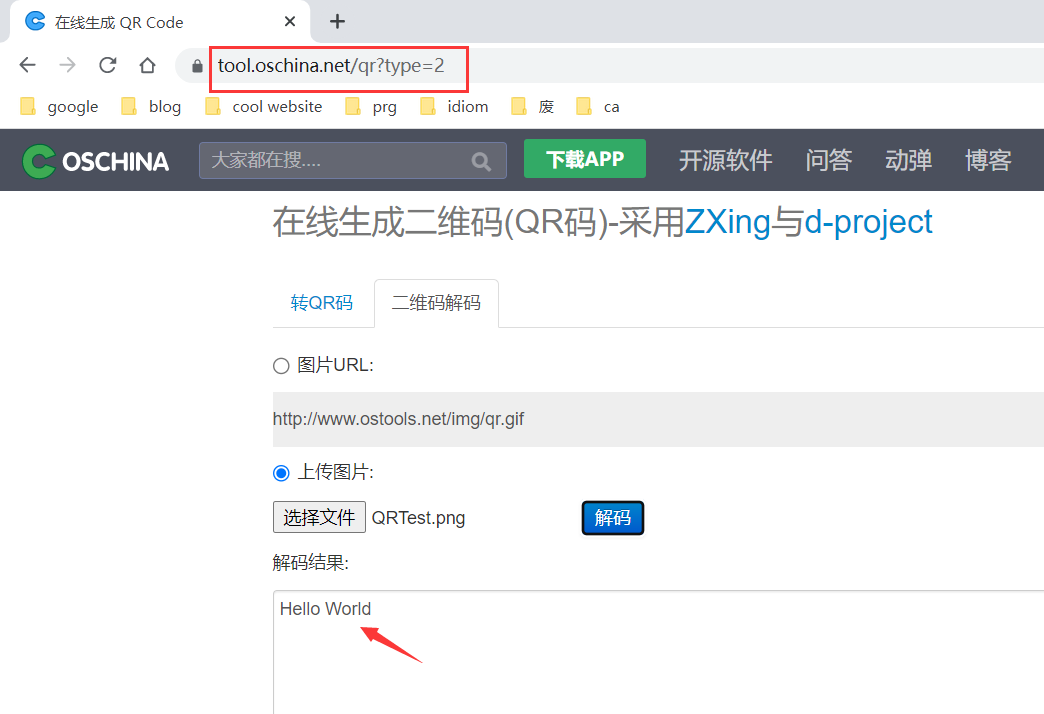 在线生成 QR Code
tool.oschina.net/qr?type=2
google blog cool website prg idiom 废 ca
OSCHINA 大家都在搜.... 下载APP 开源软件 问答 动弹 博客
在线生成二维码(QR码)-采用ZXing与d-project
转QR码 二维码解码
图片URL:
http://www.ostools.net/img/qr.gif
上传图片:
选择文件 QRTest.png 解码
解码结果:
Hello World